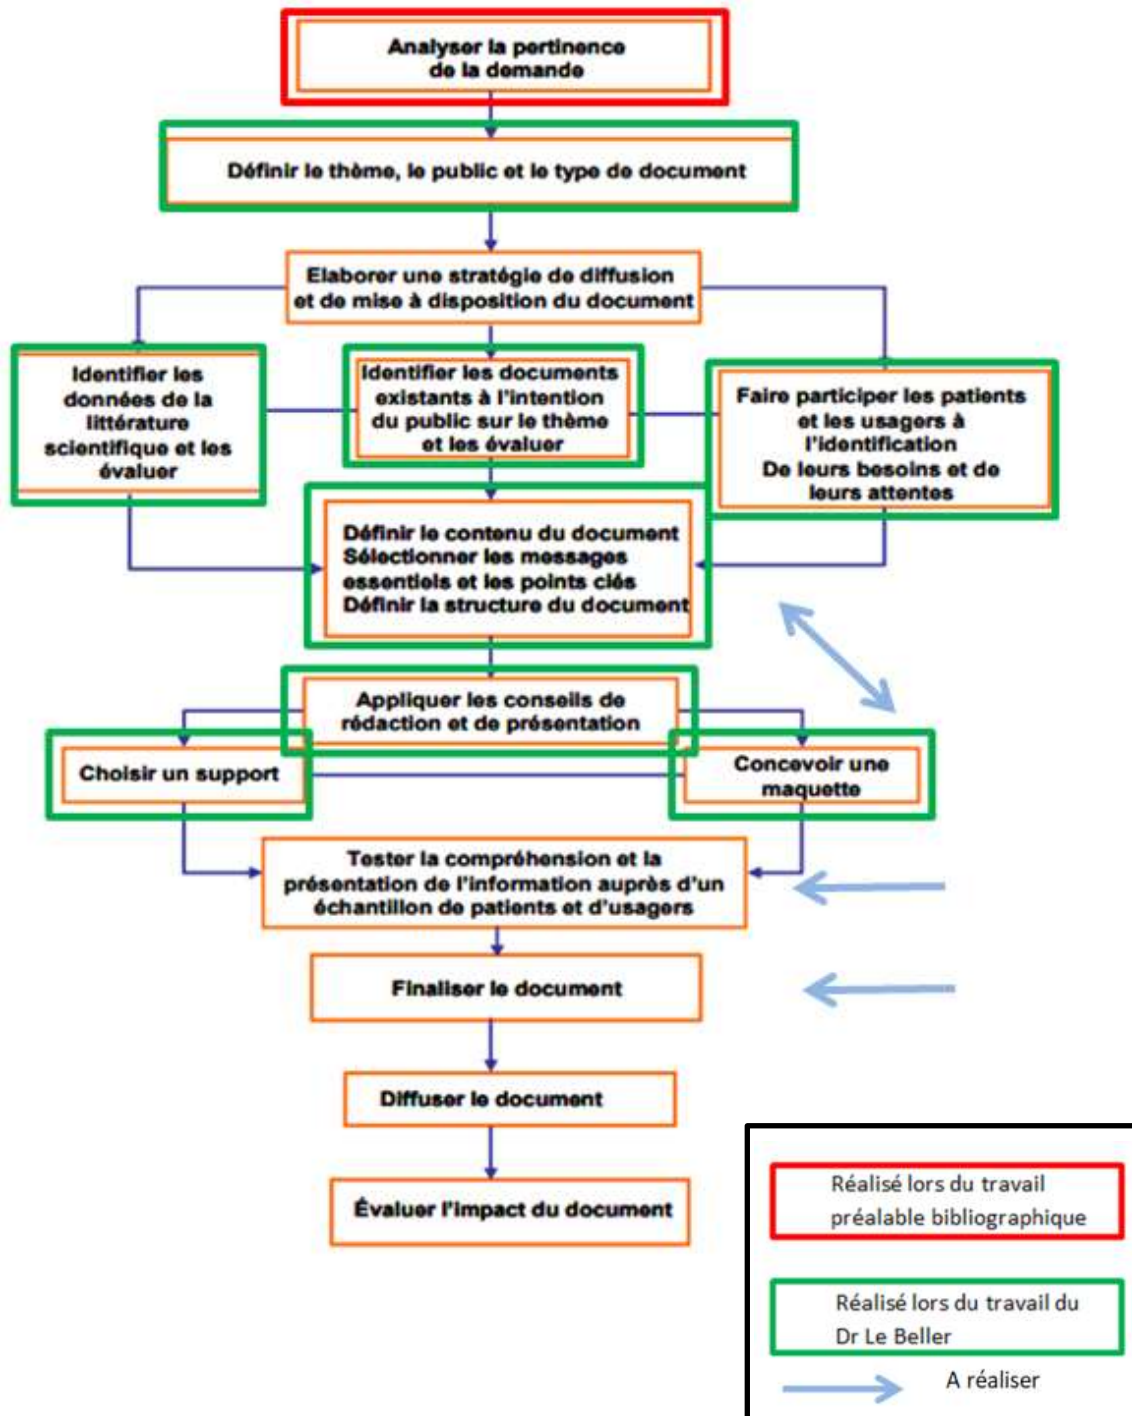 Analyser la pertinence
de la demande
Définir le thème, le public et le type de document
Elaborer une stratégie de diffusion
et de mise à disposition du document
Identifier les
données de la
littérature
scientifique et les
évaluer
Identifier les documents
existants à l'intention
du public sur le thème
et les évaluer
Faire participer les patients
et les usagers à
l'identification
De leurs besoins et de
leurs attentes
Définir le contenu du document
Sélectionner les messages
essentiels et les points clés
Définir la structure du document
Appliquer les conseils de
rédaction et de présentation
Choisir un support
Concevoir une
maquette
Tester la compréhension et la
présentation de l'information auprès d'un
échantillon de patients et d'usagers
Finaliser le document
Diffuser le document
Évaluer l'impact du document
Réalisé lors du travail
préalable bibliographique
Réalisé lors du travail du
Dr Le Beller
A réaliser